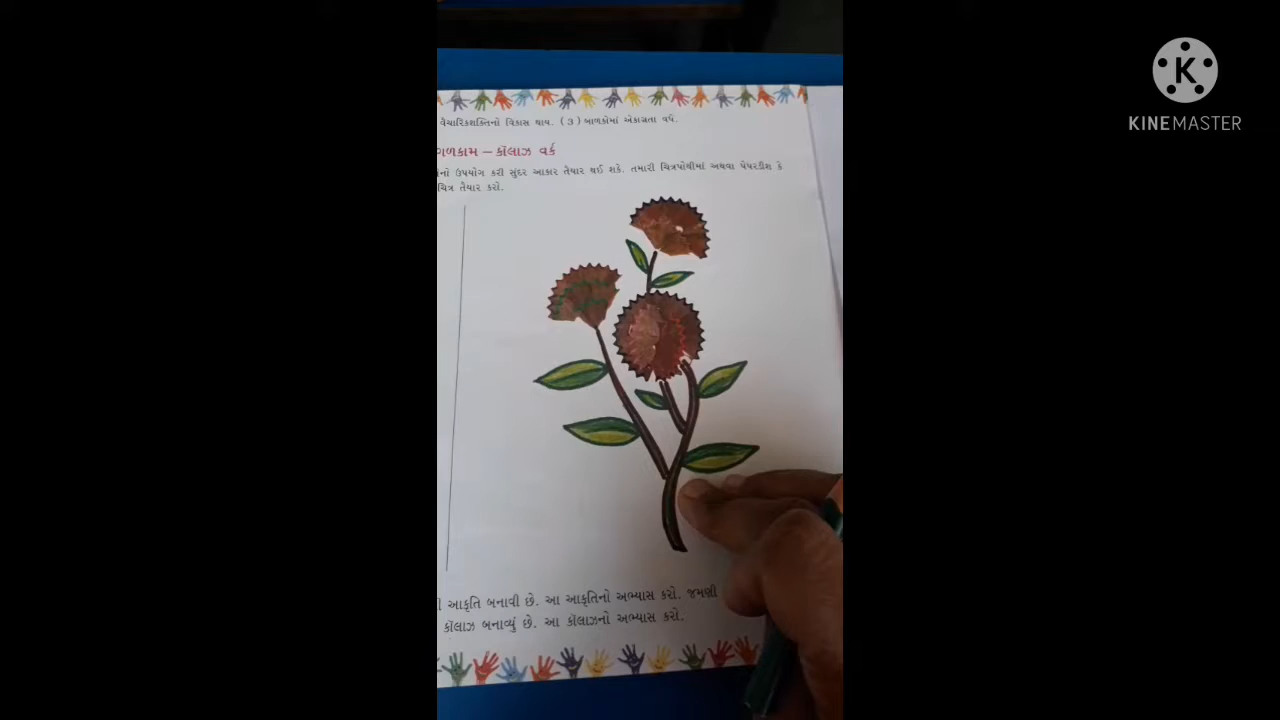 વૈચારિકશક્તિનો વિકાસ થાય. (3) બાળકોમાં એકાગ્રતા વધે.
ગળકામ – કૉલાઝ વર્ક
નો ઉપયોગ કરી સુંદર આકાર તૈયાર થઈ શકે. તમારી ચિત્રપોથીમાં અથવા પેપરડીશ કે
ચિત્ર તૈયાર કરો.
આકૃતિ બનાવી છે. આ આકૃતિનો અભ્યાસ કરો. જમણી
કૉલાઝ બનાવ્યું છે. આ કૉલાઝનો અભ્યાસ કરો.
K
KINEMASTER